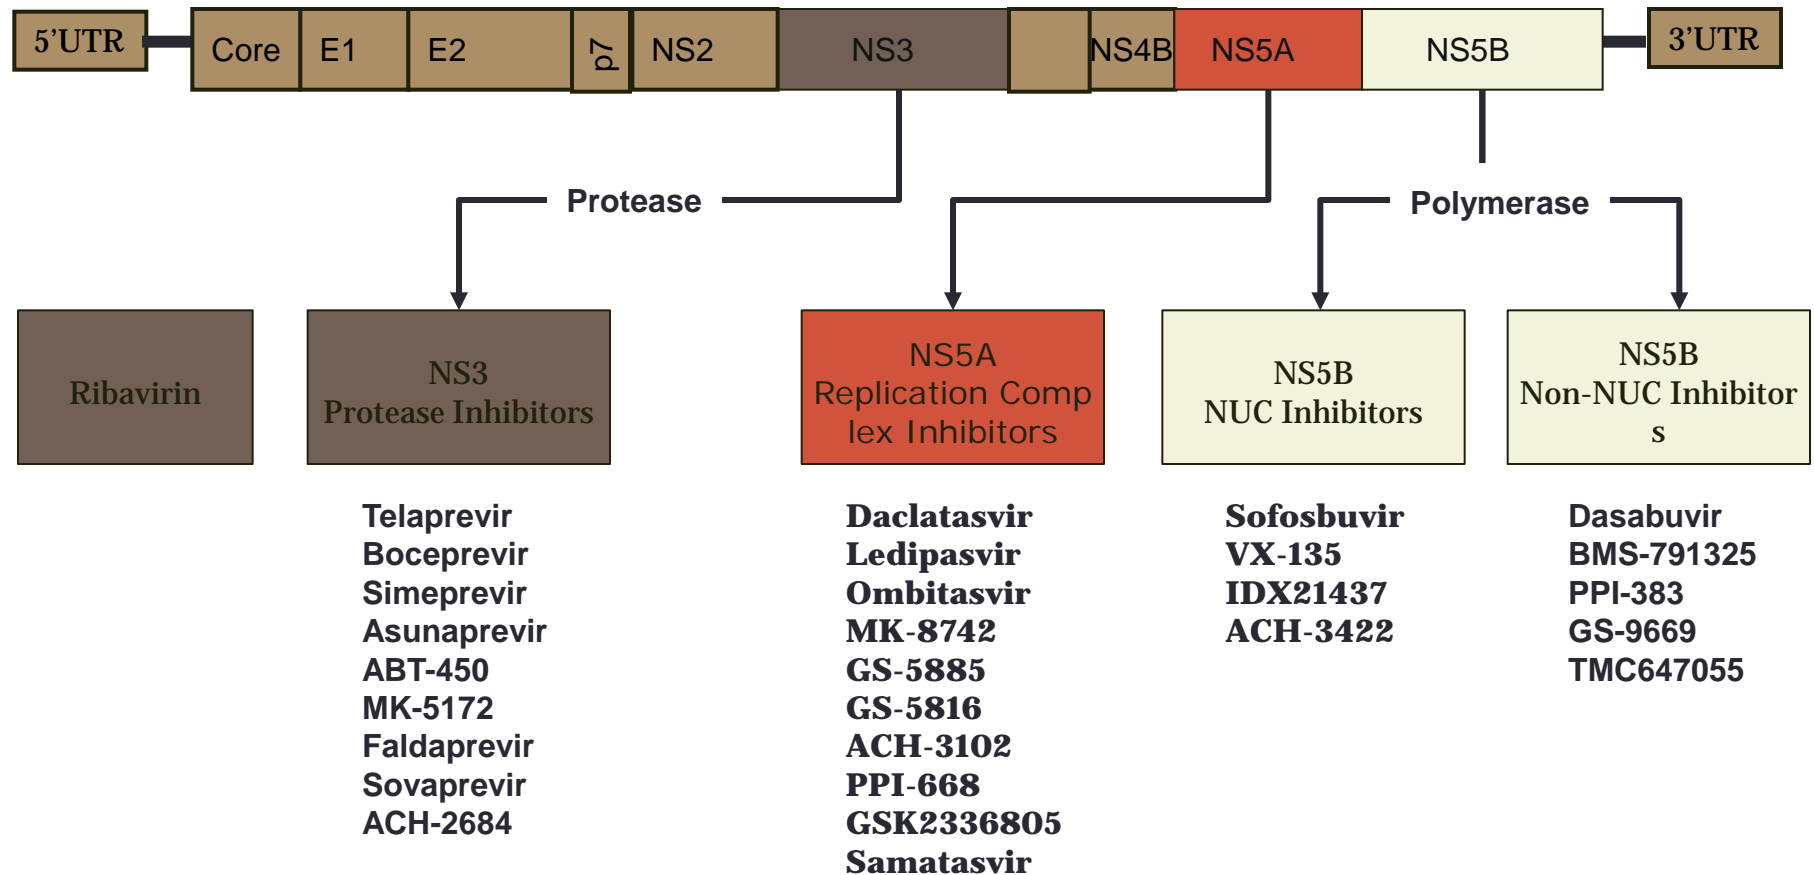 5’UTR Core E1 E2 p7 NS2 NS3 NS4B NS5A NS5B 3’UTR
Protease
Polymerase
Ribavirin
NS3
Protease Inhibitors
NS5A
Replication Comp
lex Inhibitors
NS5B
NUC Inhibitors
NS5B
Non-NUC Inhibitor
s
Telaprevir
Boceprevir
Simeprevir
Asunaprevir
ABT-450
MK-5172
Faldaprevir
Sovaprevir
ACH-2684
Daclatasvir
Ledipasvir
Ombitasvir
MK-8742
GS-5885
GS-5816
ACH-3102
PPI-668
GSK2336805
Samatasvir
Sofosbuvir
VX-135
IDX21437
ACH-3422
Dasabuvir
BMS-791325
PPI-383
GS-9669
TMC647055